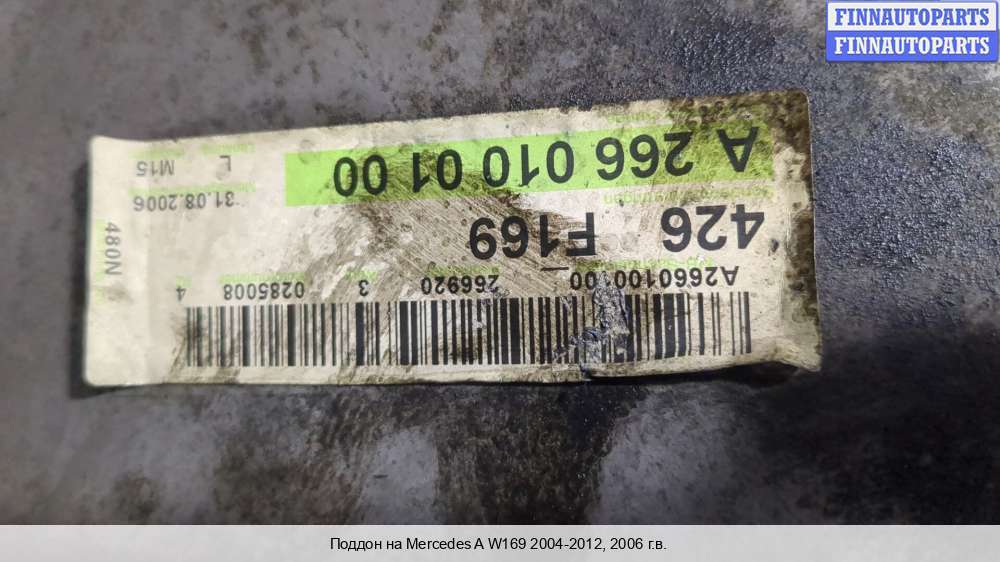 FINNAUTOPARTS
FINNAUTOPARTS
A 266 010 01 00
426 F169
A2660100100 266920 3 0285008 4
L
M15
31.08.2006
480N
Поддон на Mercedes A W169 2004-2012, 2006 г.в.